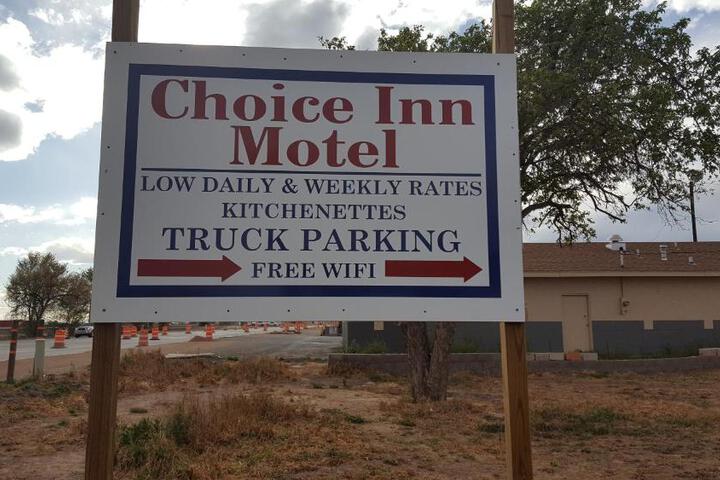 Choice Inn
Motel
LOW DAILY & WEEKLY RATES
KITCHENETTES
TRUCK PARKING
FREE WIFI